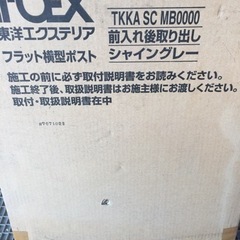 TOEX
TKKA SC MB0000
東洋エクステリア
前入れ後取り出し
フラット横型ポスト
シャイングレー
施工の前に必ず取付説明書をお読みください。
施工終了後、取扱説明書はお施主様にお渡しください。
取付・取扱説明書在中